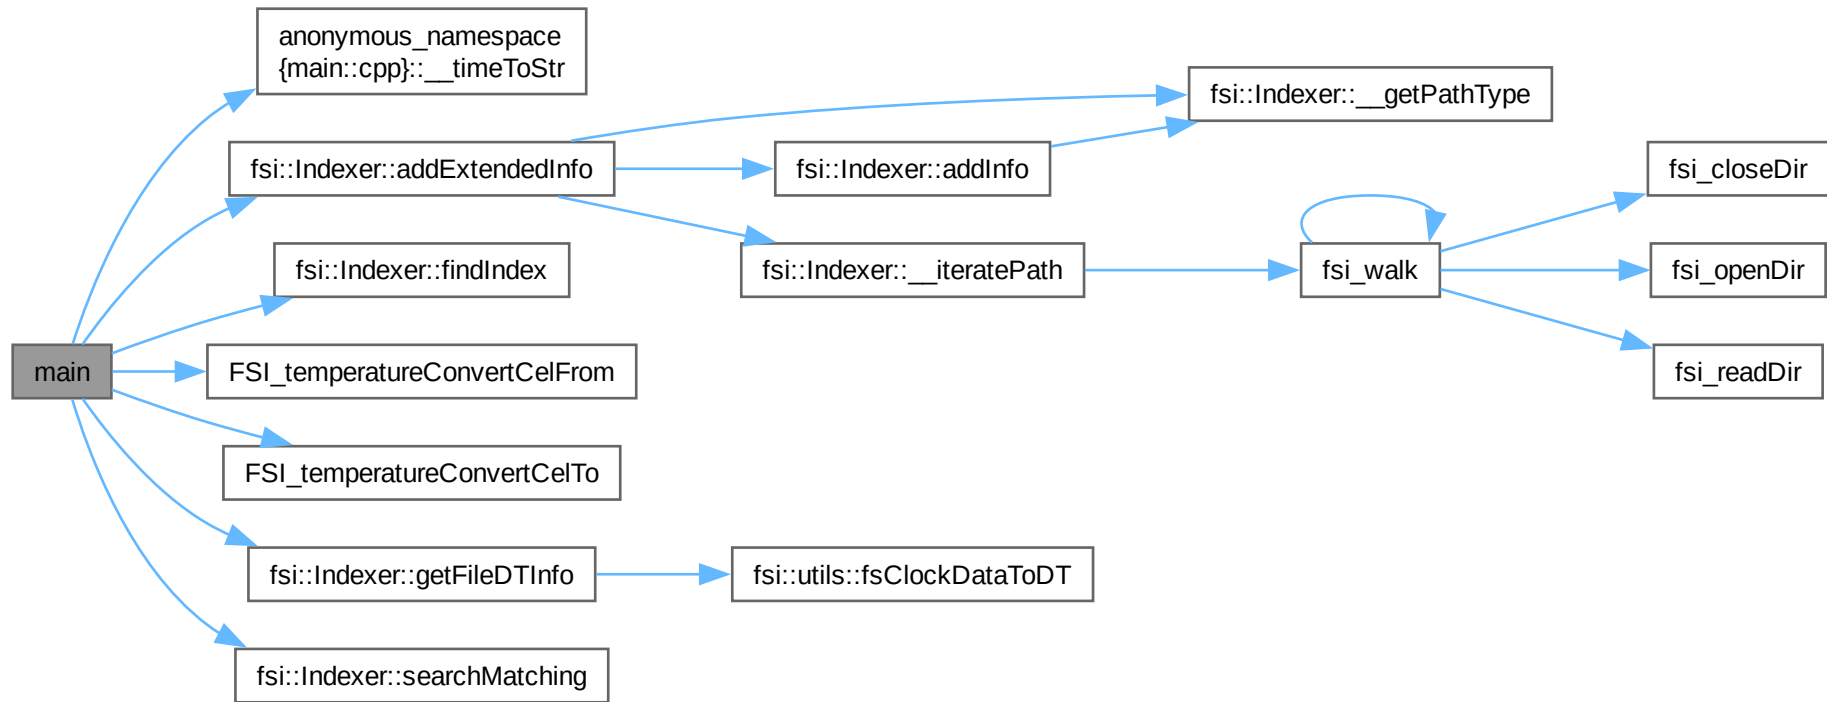 anonymous_namespace
{main::cpp}::__timeToStr
fsi::Indexer::__getPathType
fsi::Indexer::addExtendedInfo
fsi::Indexer::addInfo
fsi_closeDir
fsi::Indexer::findIndex
fsi::Indexer::__iteratePath
fsi_walk
fsi_openDir
main
FSI_temperatureConvertCelFrom
fsi_readDir
FSI_temperatureConvertCelTo
fsi::Indexer::getFileDTInfo
fsi::utils::fsClockDataToDT
fsi::Indexer::searchMatching